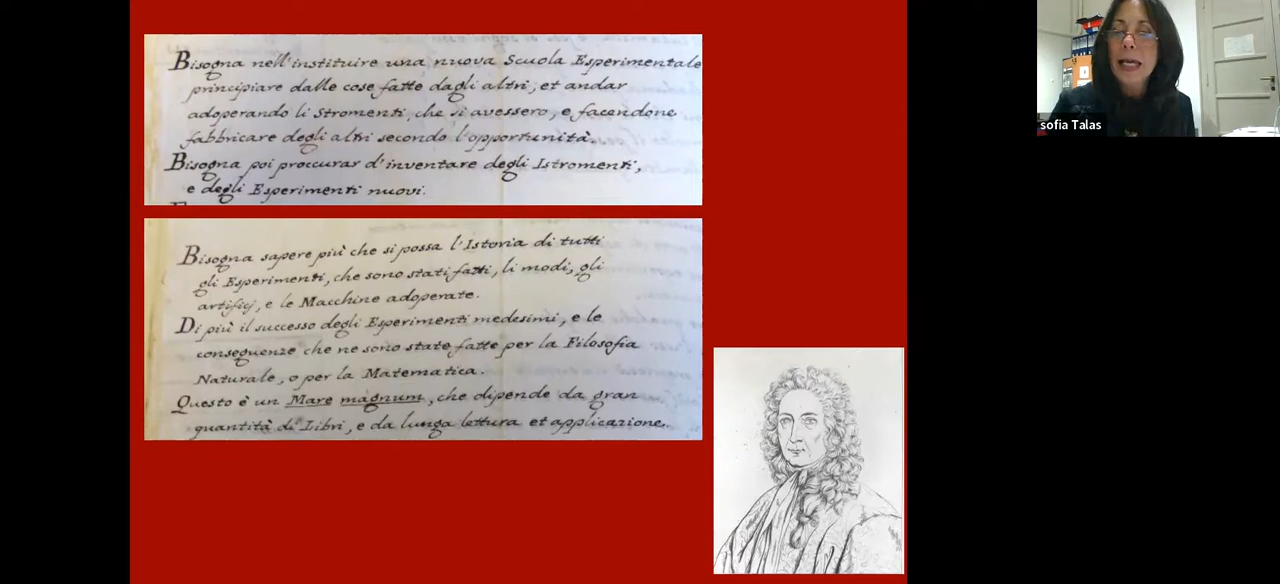 Bisogna nell'instituire una nuova Scuola Esperimentale
principiare dalle cose fatte dagli altri, et andar
adoperando li Stromenti, che si avessero, e facendone
fabbricare degli altri secondo l'opportunità.
Bisogna poi proccurar d'inventare degli Istromenti,
e degli Esperimenti nuovi.
Bisogna sapere più che si possa l'Istoria di tutti
gli Esperimenti, che sono stati fatti, li modi, gli
artificj, e le Macchine adoperate.
Di più il successo degli Esperimenti medesimi, e le
conseguenze che ne sono state fatte per la Filosofia
Naturale, o per la Matematica.
Questo è un Mare magnum, che dipende da gran
quantità di Libri, e da lunga lettura et applicazione.
sofia Talas